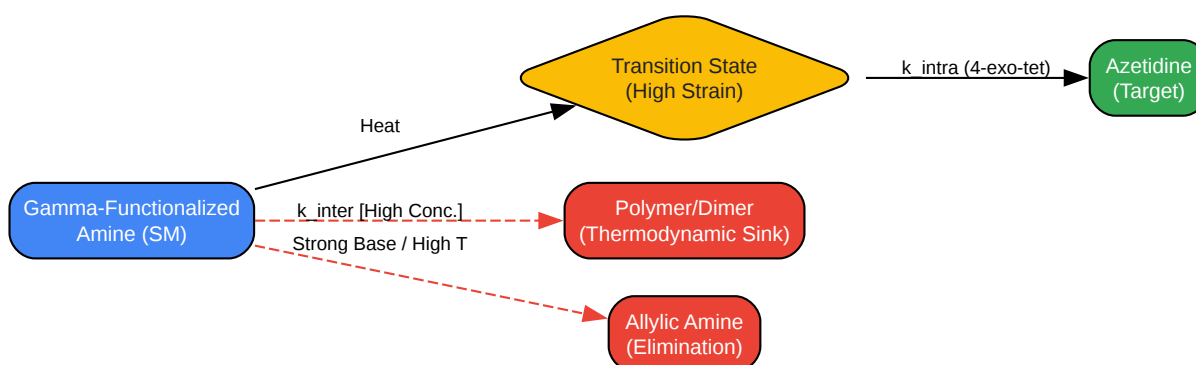 Transition State
(High Strain)
k_intra (4-exo-tet)
Azetidine
(Target)
Heat
Gamma-Functionalized
Amine (SM)
k_inter [High Conc.]
Polymer/Dimer
(Thermodynamic Sink)
Strong Base / High T
Allylic Amine
(Elimination)